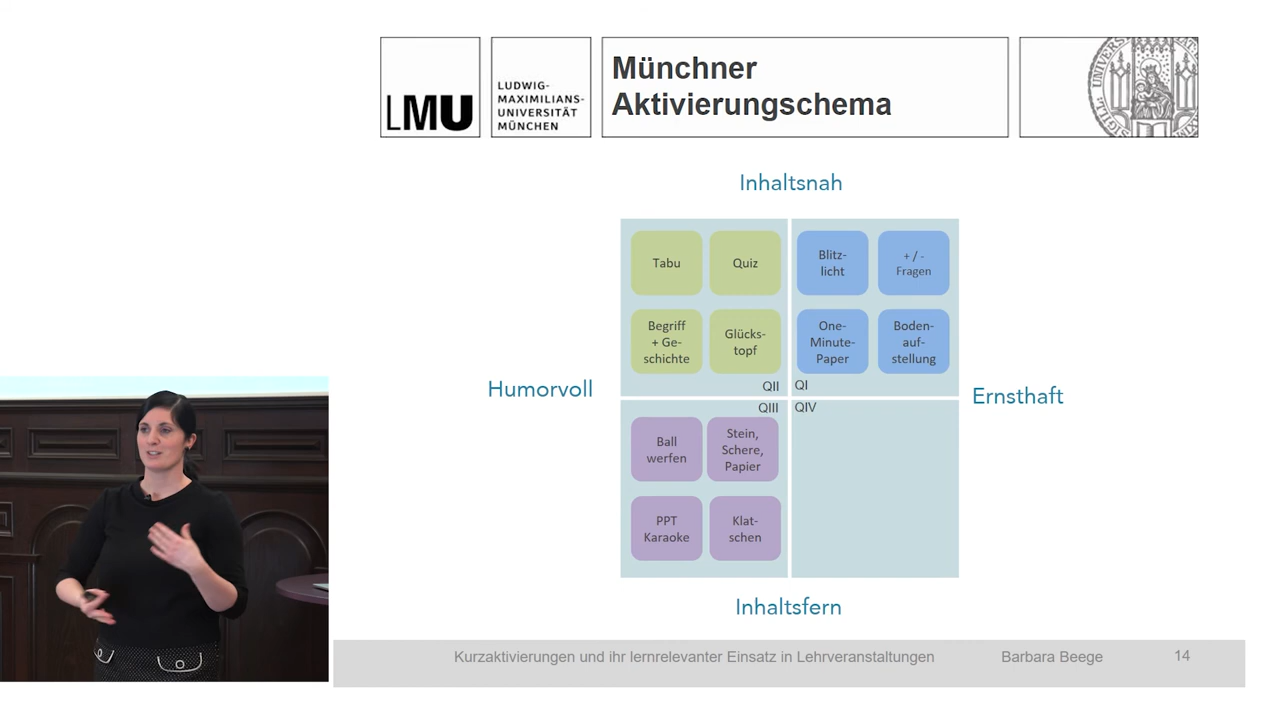 LMU
LUDWIG-
MAXIMILIANS-
UNIVERSITÄT
MÜNCHEN
Münchner
Aktivierungschema
Inhaltsnah
Tabu
Quiz
Blitz-
licht
+ / -
Fragen
Begriff
+ Ge-
schichte
Glücks-
topf
One-
Minute-
Paper
Boden-
auf-
stellung
QII
QI
Humorvoll
Ernsthaft
QIII
QIV
Ball
werfen
Stein,
Schere,
Papier
PPT
Karaoke
Klat-
schen
Inhaltsfern
Kurzaktivierungen und ihr lernrelevanter Einsatz in Lehrveranstaltungen
Barbara Beege
14